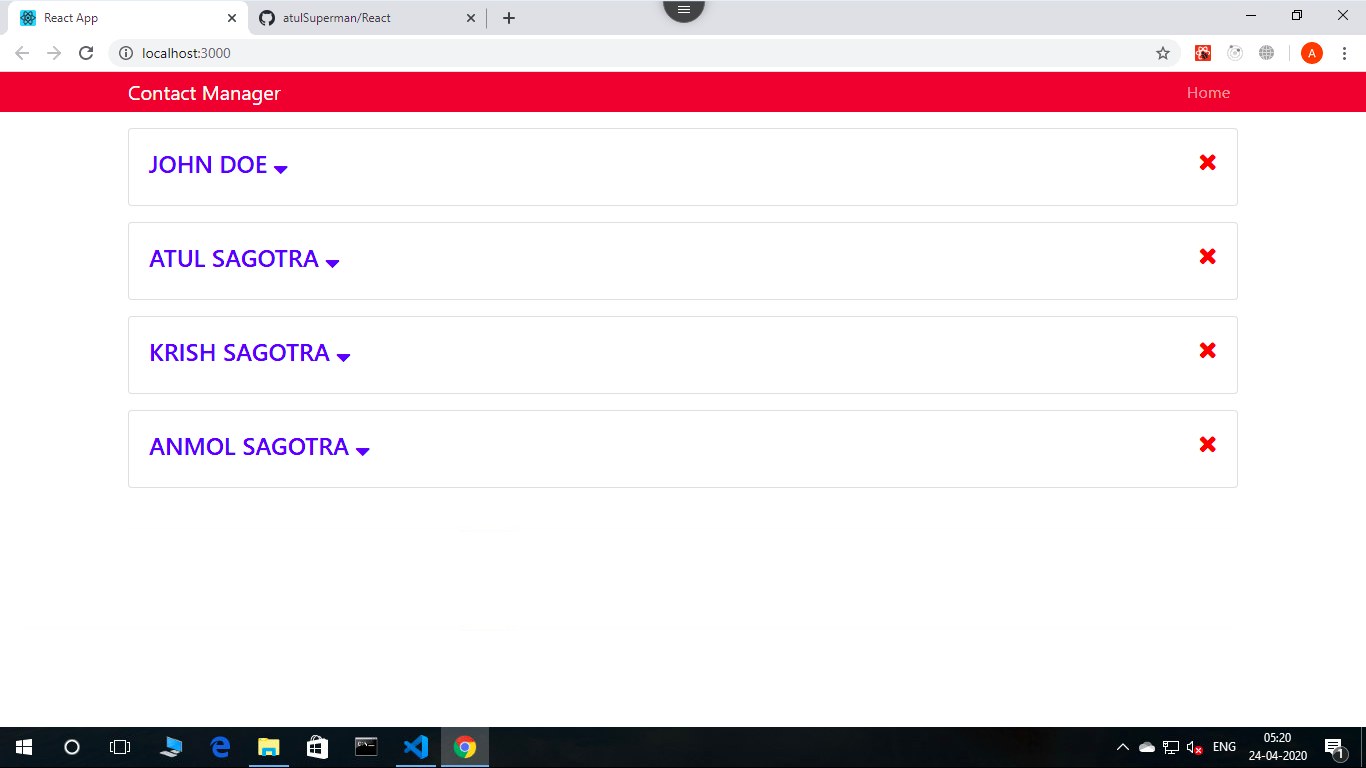 React App
atulSuperman/React
localhost:3000
A
Contact Manager
Home
JOHN DOE
ATUL SAGOTRA
KRISH SAGOTRA
ANMOL SAGOTRA
ENG
05:20
24-04-2020
1